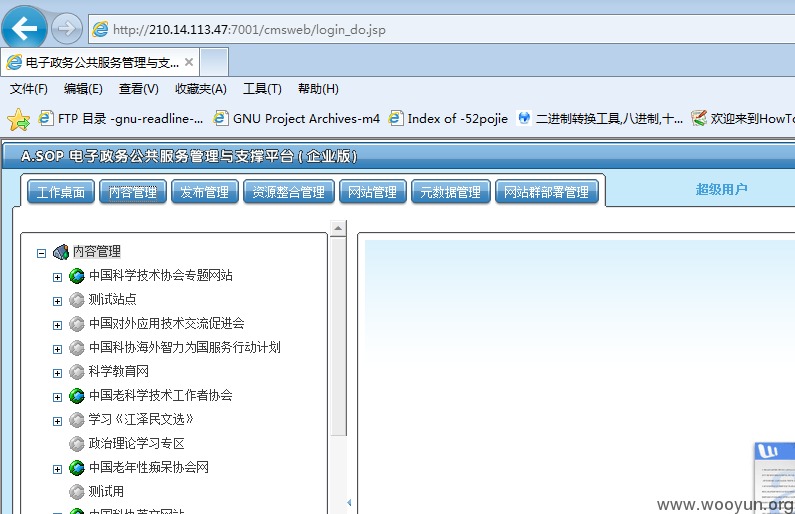 http://210.14.113.47:7001/cmsweb/login_do.jsp
电子政务公共服务管理与支...
文件(F) 编辑(E) 查看(V) 收藏夹(A) 工具(T) 帮助(H)
FTP 目录 -gnu-readline-... GNU Project Archives-m4 Index of -52pojie 二进制转换工具,八进制,十... 欢迎来到HowTo
A.SOP 电子政务公共服务管理与支撑平台 ( 企业版)
工作桌面 内容管理 发布管理 资源整合管理 网站管理 元数据管理 网站群部署管理 超级用户
内容管理
中国科学技术协会专题网站
测试站点
中国对外应用技术交流促进会
中国科协海外智力为国服务行动计划
科学教育网
中国老科学技术工作者协会
学习《江泽民文选》
政治理论学习专区
中国老年性痴呆协会网
测试用
中国科协英文网站
www.wooyun.org